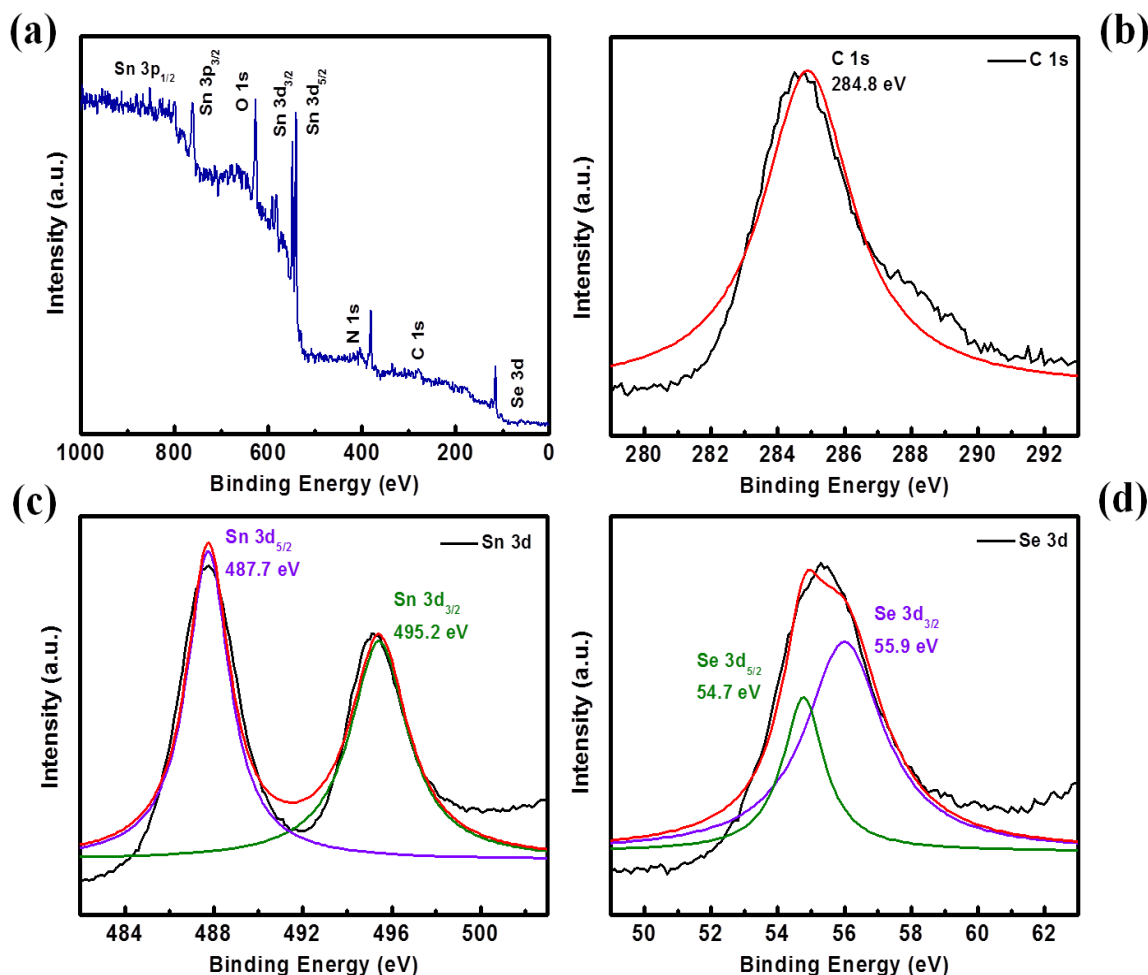 (a)
Sn 3p1/2
Sn 3p3/2
O 1s
Sn 3d3/2
Sn 3d5/2
N 1s
C 1s
Se 3d
Intensity (a.u.)
1000 800 600 400 200 0
Binding Energy (eV)
(b)
C 1s
284.8 eV
C 1s
Intensity (a.u.)
280 282 284 286 288 290 292
Binding Energy (eV)
(c)
Sn 3d5/2
487.7 eV
Sn 3d
Sn 3d3/2
495.2 eV
Intensity (a.u.)
484 488 492 496 500
Binding Energy (eV)
(d)
Se 3d
Se 3d3/2
55.9 eV
Se 3d5/2
54.7 eV
Intensity (a.u.)
50 52 54 56 58 60 62
Binding Energy (eV)